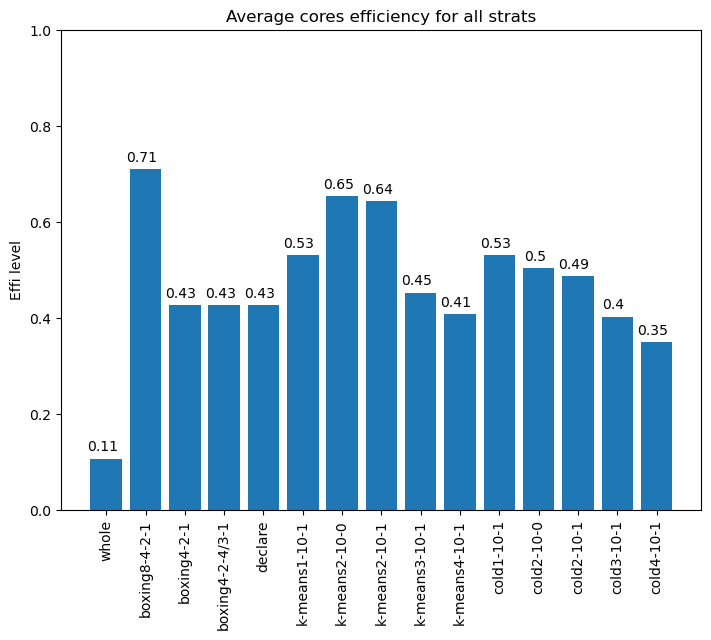 Average cores efficiency for all strats
Effi level
1.0
0.8
0.6
0.4
0.2
0.0
0.11
0.71
0.43
0.43
0.43
0.53
0.65
0.64
0.45
0.41
0.53
0.5
0.49
0.4
0.35
whole
boxing8-4-2-1
boxing4-2-1
boxing4-2-4/3-1
declare
k-means1-10-1
k-means2-10-0
k-means2-10-1
k-means3-10-1
k-means4-10-1
cold1-10-1
cold2-10-0
cold2-10-1
cold3-10-1
cold4-10-1